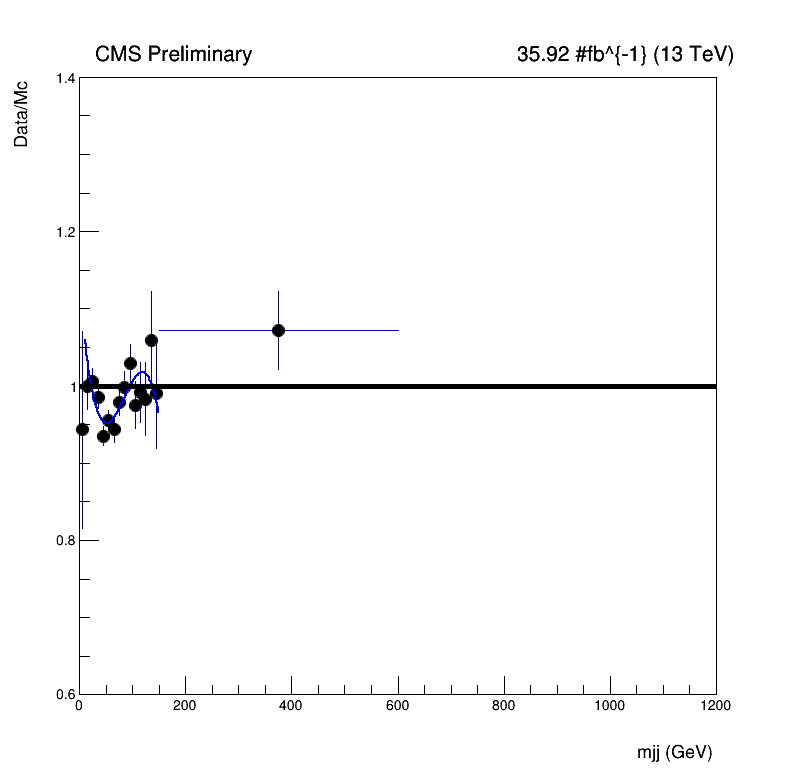 CMS Preliminary
35.92 #fb^{-1} (13 TeV)
Data/Mc
1.4
1.2
1
0.8
0.6
0 200 400 600 800 1000 1200
mjj (GeV)